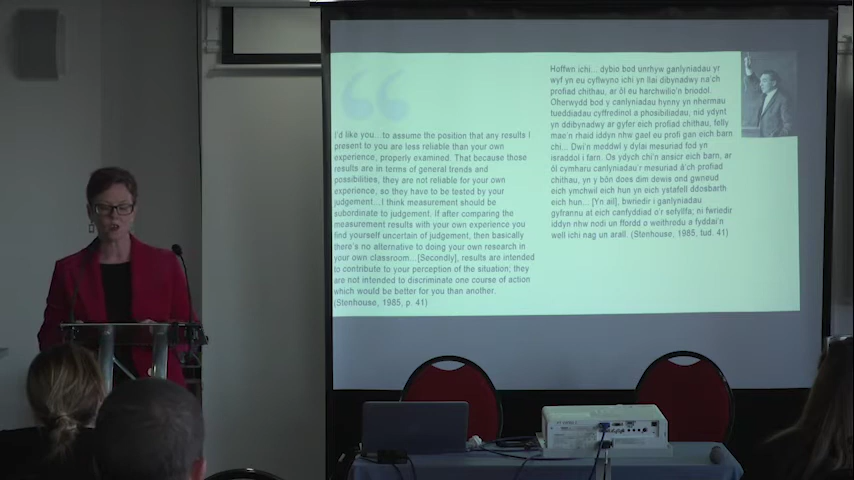 I'd like you...to assume the position that any results I
present to you are less reliable than your own
experience, properly examined. That because those
results are in terms of general trends and
possibilities, they are not reliable for your own
experience, so they have to be tested by your
judgement...I think measurement should be
subordinate to judgement. If after comparing the
measurement results with your own experience you
find yourself uncertain of judgement, then basically
there's no alternative to doing your own research in
your own classroom...[Secondly], results are intended
to contribute to your perception of the situation; they
are not intended to discriminate one course of action
which would be better for you than another.
(Stenhouse, 1985, p. 41)
Hoffwn ichi... dybio bod unrhyw ganlyniadau yr
wyf yn eu cyflwyno ichi yn llai dibynadwy na'ch
profiad chithau, ar ôl eu harchwilio'n briodol.
Oherwydd bod y canlyniadau hynny yn nhermau
tueddiadau cyffredinol a phosibiliadau, nid ydynt
yn ddibynadwy ar gyfer eich profiad chithau, felly
mae'n rhaid iddyn nhw gael eu profi gan eich barn
chi... Dwi'n meddwl y dylai mesuriad fod yn
israddol i farn. Os ydych chi'n ansicr eich barn, ar
ôl cymharu canlyniadau'r mesuriad â'ch profiad
chithau, yn y bôn does dim dewis ond gwneud
eich ymchwil eich hun yn eich ystafell ddosbarth
eich hun... [Yn ail], bwriedir i ganlyniadau
gyfrannu at eich canfyddiad o'r sefyllfa; ni fwriedir
iddyn nhw nodi un ffordd o weithredu a fyddai'n
well ichi nag un arall. (Stenhouse, 1985, tud. 41)